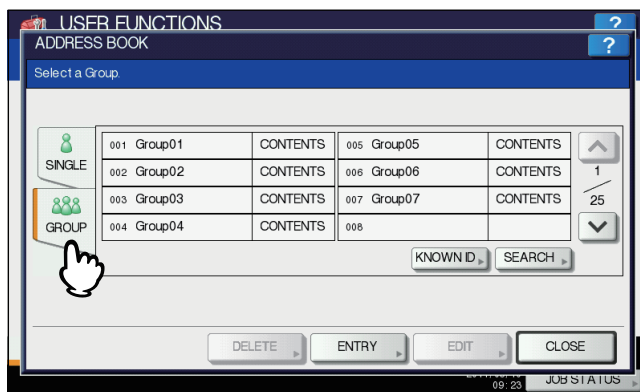 USER FUNCTIONS
?
ADDRESS BOOK
?
Select a Group.
SINGLE
GROUP
001 Group01 CONTENTS 005 Group05 CONTENTS
002 Group02 CONTENTS 006 Group06 CONTENTS
003 Group03 CONTENTS 007 Group07 CONTENTS
004 Group04 CONTENTS 008
1
25
KNOWN ID
SEARCH
DELETE
ENTRY
EDIT
CLOSE
09:23
JOB STATUS